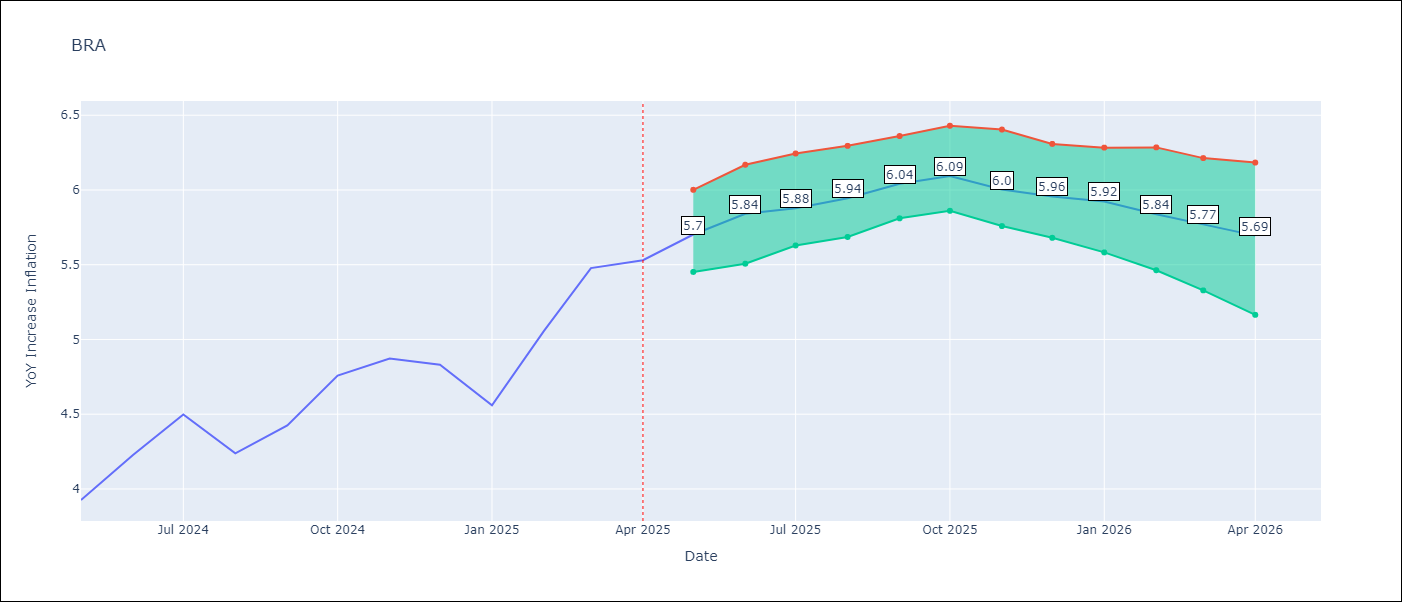 BRA
6.5
6
5.5
5
4.5
4
YoY Increase Inflation
5.7
5.84
5.88
5.94
6.04
6.09
6.0
5.96
5.92
5.84
5.77
5.69
Jul 2024
Oct 2024
Jan 2025
Apr 2025
Jul 2025
Oct 2025
Jan 2026
Apr 2026
Date